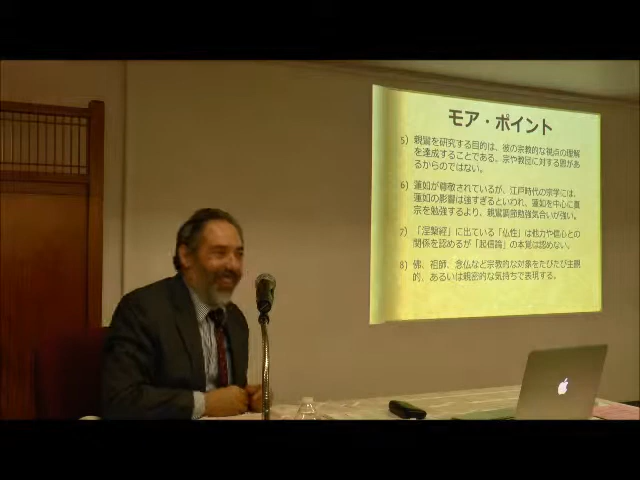 モア・ポイント
5) 親鸞を研究する目的は、彼の宗教的な視点の理解
を達成することである。宗や教団に対する恩があ
るからのではない。
6) 蓮如が尊敬されているが、江戸時代の宗学には、
蓮如の影響は強すぎるといわれ、蓮如を中心に真
宗を勉強するより、親鸞調節勉強気合いが強い。
7) 「涅槃経」に出ている「仏性」は他力や信心との
関係を認めるが「起信論」の本覚は認めない。
8) 佛、祖師、念仏など宗教的な対象をたびたび主観
的、あるいは親密的な気持ちで表現する。